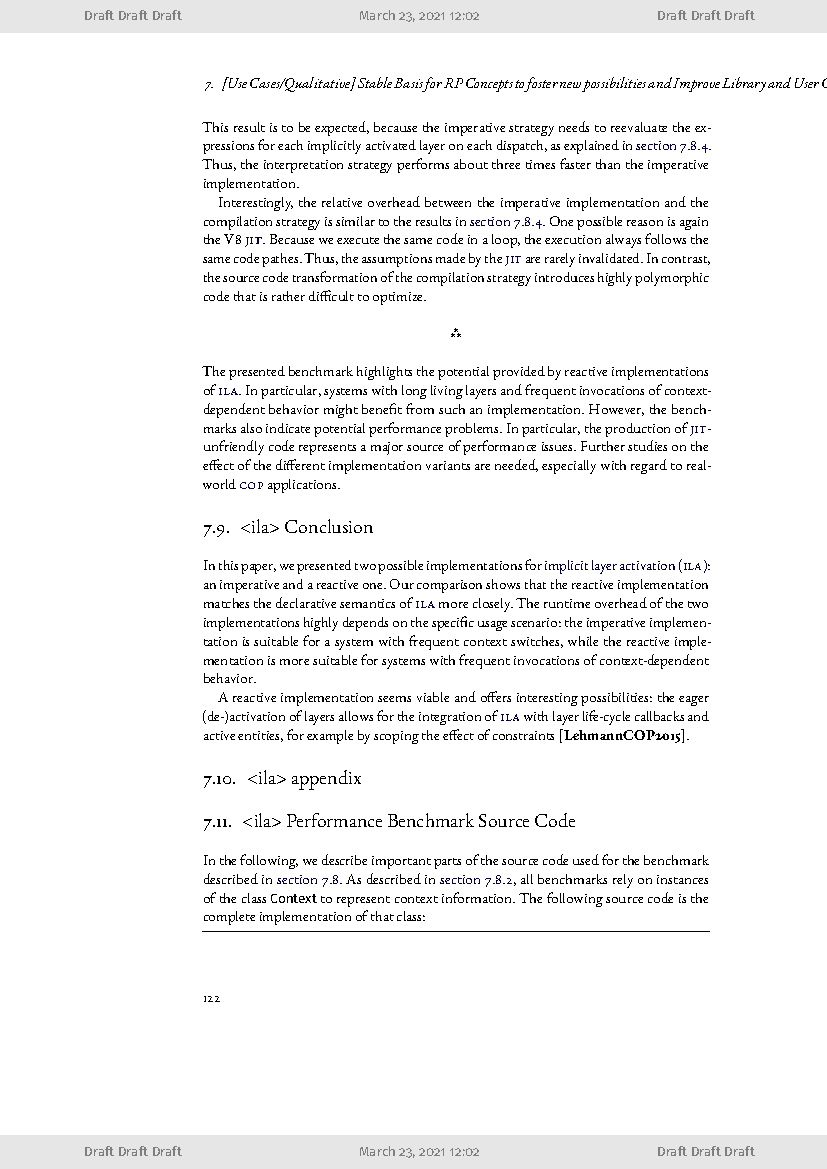 Draft Draft Draft March 23, 2021 12:02 Draft Draft Draft
7. [Use Cases/Qualitative] Stable Basis for RP Concepts to foster new possibilities and Improve Library and User
This result is to be expected, because the imperative strategy needs to reevaluate the ex-
pressions for each implicitly activated layer on each dispatch, as explained in section 7.8.4.
Thus, the interpretation strategy performs about three times faster than the imperative
implementation.
Interestingly, the relative overhead between the imperative implementation and the
compilation strategy is similar to the results in section 7.8.4. One possible reason is again
the V8 JIT. Because we execute the same code in a loop, the execution always follows the
same code pathes. Thus, the assumptions made by the JIT are rarely invalidated. In contrast,
the source code transformation of the compilation strategy introduces highly polymorphic
code that is rather difficult to optimize.
⁂
The presented benchmark highlights the potential provided by reactive implementations
of ILA. In particular, systems with long living layers and frequent invocations of context-
dependent behavior might benefit from such an implementation. However, the bench-
marks also indicate potential performance problems. In particular, the production of JIT-
unfriendly code represents a major source of performance issues. Further studies on the
effect of the different implementation variants are needed, especially with regard to real-
world COP applications.
7.9. <ila> Conclusion
In this paper, we presented two possible implementations for implicit layer activation (ILA):
an imperative and a reactive one. Our comparison shows that the reactive implementation
matches the declarative semantics of ILA more closely. The runtime overhead of the two
implementations highly depends on the specific usage scenario: the imperative implemen-
tation is suitable for a system with frequent context switches, while the reactive imple-
mentation is more suitable for systems with frequent invocations of context-dependent
behavior.
A reactive implementation seems viable and offers interesting possibilities: the eager
(de-)activation of layers allows for the integration of ILA with layer life-cycle callbacks and
active entities, for example by scoping the effect of constraints [LehmannCOP2015].
7.10. <ila> appendix
7.11. <ila> Performance Benchmark Source Code
In the following, we describe important parts of the source code used for the benchmark
described in section 7.8. As described in section 7.8.2, all benchmarks rely on instances
of the class Context to represent context information. The following source code is the
complete implementation of that class:
122
Draft Draft Draft March 23, 2021 12:02 Draft Draft Draft